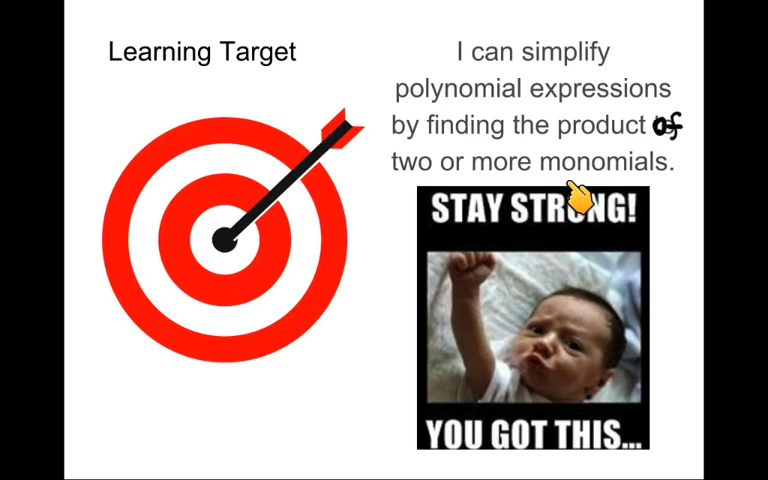 Learning Target
I can simplify
polynomial expressions
by finding the product of
two or more monomials.
STAY STRONG!
YOU GOT THIS...